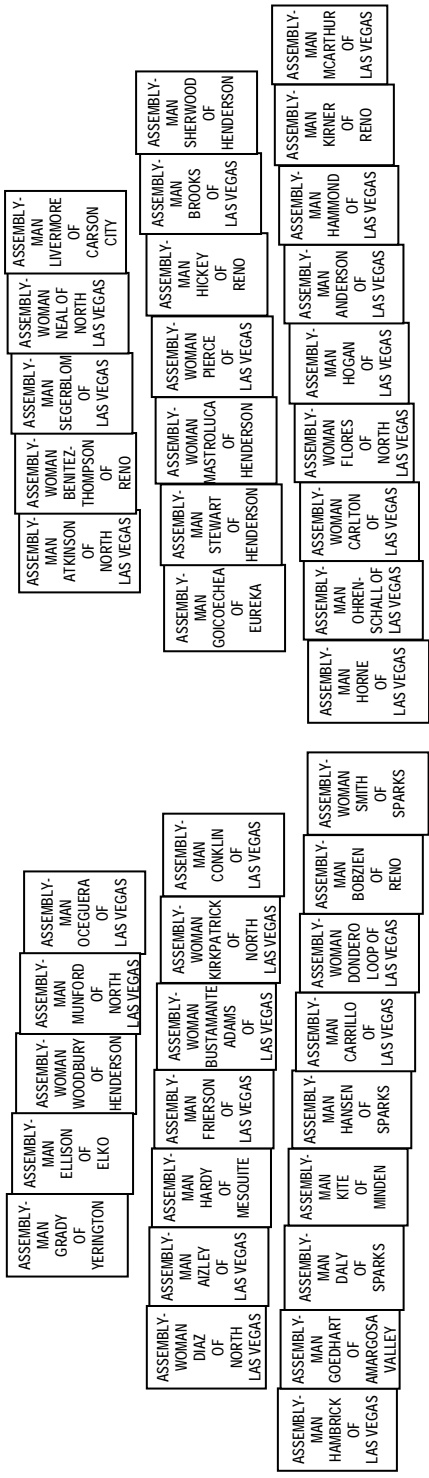 ASSEMBLY-
MAN
GRADY
OF
YERINGTON
ASSEMBLY-
MAN
ELLISON
OF
ELKO
ASSEMBLY-
WOMAN
WOODBURY
OF
HENDERSON
ASSEMBLY-
MAN
MUNFORD
OF
NORTH
LAS VEGAS
ASSEMBLY-
MAN
OCEGUERA
OF
LAS VEGAS
ASSEMBLY-
MAN
ATKINSON
OF
NORTH
LAS VEGAS
ASSEMBLY-
WOMAN
BENITEZ-
THOMPSON
OF
RENO
ASSEMBLY-
MAN
SEGERBLOM
OF
LAS VEGAS
ASSEMBLY-
WOMAN
NEAL OF
NORTH
LAS VEGAS
ASSEMBLY-
MAN
LIVERMORE
OF
CARSON
CITY
ASSEMBLY-
WOMAN
DIAZ
OF
NORTH
LAS VEGAS
ASSEMBLY-
MAN
AIZLEY
OF
LAS VEGAS
ASSEMBLY-
MAN
HARDY
OF
MESQUITE
ASSEMBLY-
MAN
FRIERSON
OF
LAS VEGAS
ASSEMBLY-
WOMAN
BUSTAMANTE
ADAMS
OF
LAS VEGAS
ASSEMBLY-
WOMAN
KIRKPATRICK
OF
NORTH
LAS VEGAS
ASSEMBLY-
MAN
CONKLIN
OF
LAS VEGAS
ASSEMBLY-
MAN
GOICOECHEA
OF
EUREKA
ASSEMBLY-
MAN
STEWART
OF
HENDERSON
ASSEMBLY-
WOMAN
MASTROLUCA
OF
HENDERSON
ASSEMBLY-
WOMAN
PIERCE
OF
LAS VEGAS
ASSEMBLY-
MAN
HICKEY
OF
RENO
ASSEMBLY-
MAN
BROOKS
OF
LAS VEGAS
ASSEMBLY-
MAN
SHERWOOD
OF
HENDERSON
ASSEMBLY-
MAN
HAMBRICK
OF
LAS VEGAS
ASSEMBLY-
MAN
GOEDHART
OF
AMARGOSA
VALLEY
ASSEMBLY-
MAN
DALY
OF
SPARKS
ASSEMBLY-
MAN
KITE
OF
MINDEN
ASSEMBLY-
MAN
HANSEN
OF
SPARKS
ASSEMBLY-
MAN
CARRILLO
OF
LAS VEGAS
ASSEMBLY-
WOMAN
DONDERO
LOOP OF
LAS VEGAS
ASSEMBLY-
MAN
BOBZIEN
OF
RENO
ASSEMBLY-
WOMAN
SMITH
OF
SPARKS
ASSEMBLY-
MAN
HORNE
OF
LAS VEGAS
ASSEMBLY-
MAN
OHREN-
SCHALL OF
LAS VEGAS
ASSEMBLY-
WOMAN
CARLTON
OF
LAS VEGAS
ASSEMBLY-
WOMAN
FLORES
OF
NORTH
LAS VEGAS
ASSEMBLY-
MAN
HOGAN
OF
LAS VEGAS
ASSEMBLY-
MAN
ANDERSON
OF
LAS VEGAS
ASSEMBLY-
MAN
HAMMOND
OF
LAS VEGAS
ASSEMBLY-
MAN
KIRNER
OF
RENO
ASSEMBLY-
MAN
MCARTHUR
OF
LAS VEGAS